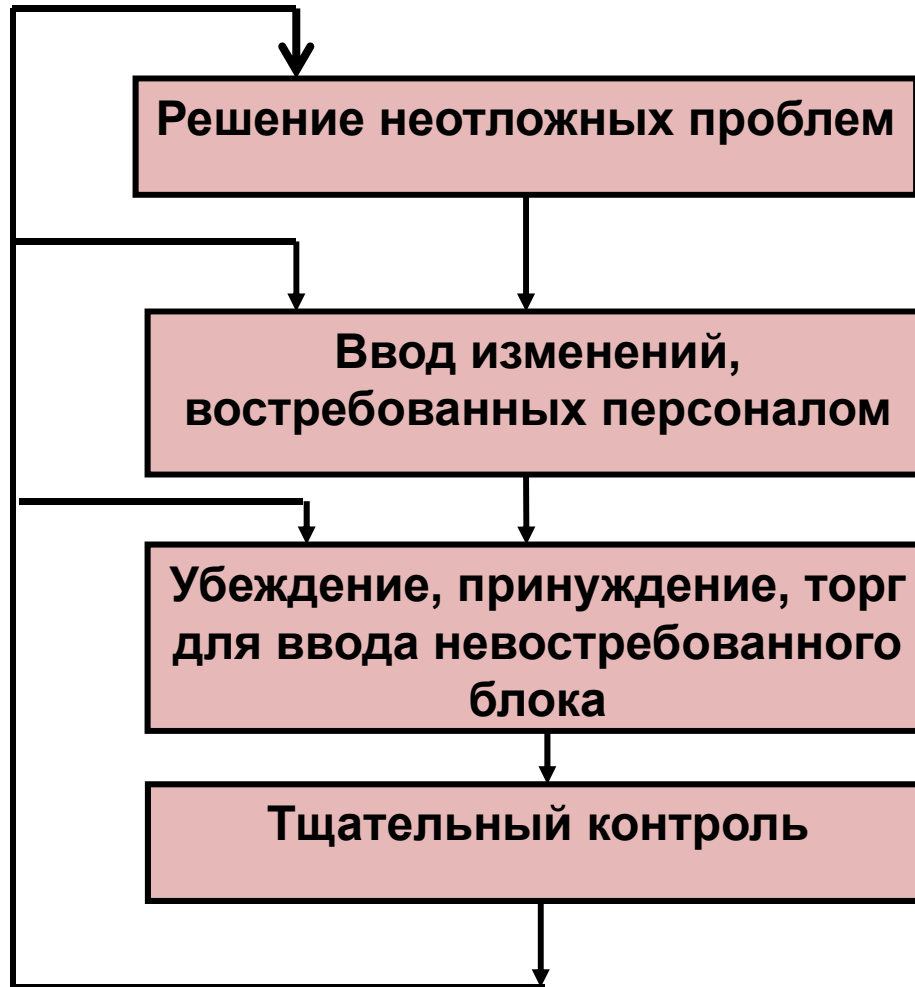 Решение неотложных проблем
Ввод изменений,
востребованных персоналом
Убеждение, принуждение, торг
для ввода невостребованного
блока
Тщательный контроль